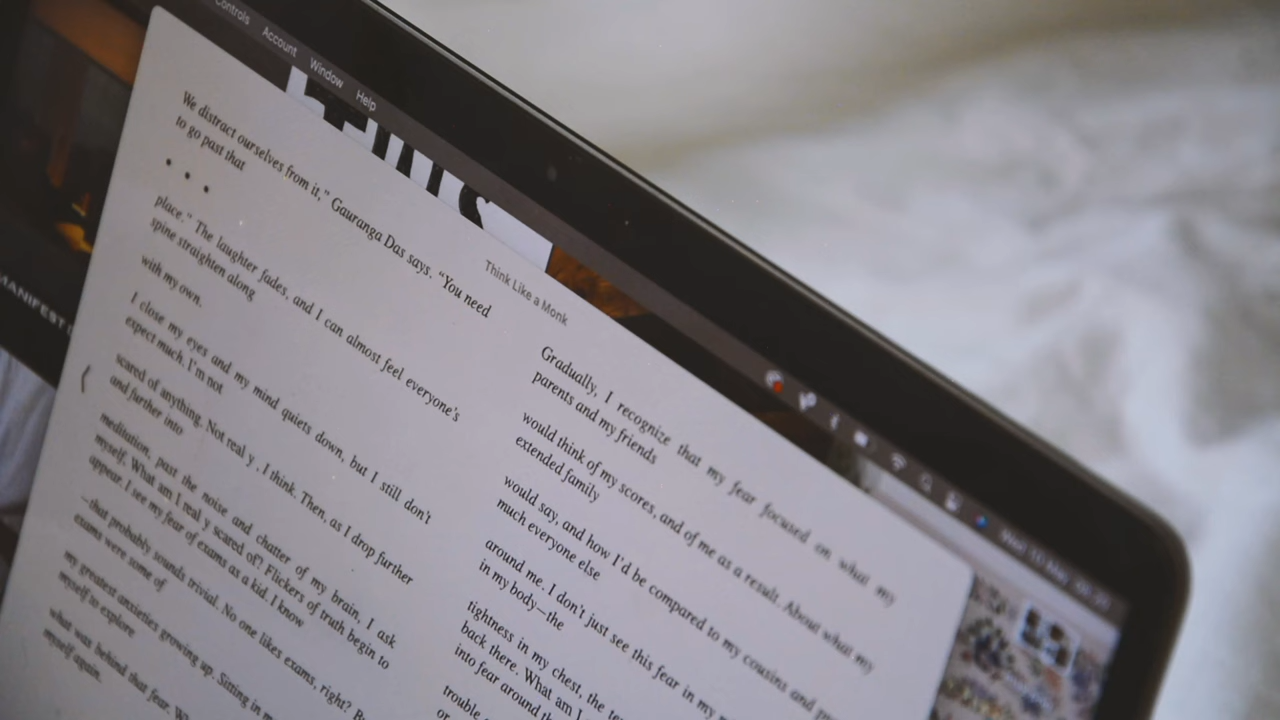 Controls Account Window Help
MANIFEST
Think Like a Monk
We distract ourselves from it," Gauranga Das says. "You need
to go past that
• • •
place." The laughter fades, and I can almost feel everyone's
spine straighten along
with my own.
I close my eyes and my mind quiets down, but I still don't
expect much. I'm not
scared of anything. Not real y , I think. Then, as I drop further
and further into
meditation, past the noise and chatter of my brain, I ask
myself, What am I real y scared of? Flickers of truth begin to
appear. I see my fear of exams as a kid. I know
—that probably sounds trivial. No one likes exams, right?
exams were some of
my greatest anxieties growing up. Sitting in
myself to explore
what was behind that fear.
myself again.
Gradually, I recognize that my fear focused on what my
parents and my friends
would think of my scores, and of me as a result. About what my
extended family
would say, and how I'd be compared to my cousins and
much everyone else
around me. I don't just see this fear in my
in my body—the
tightness in my chest, the
back there. What am I
into fear around
trouble
or